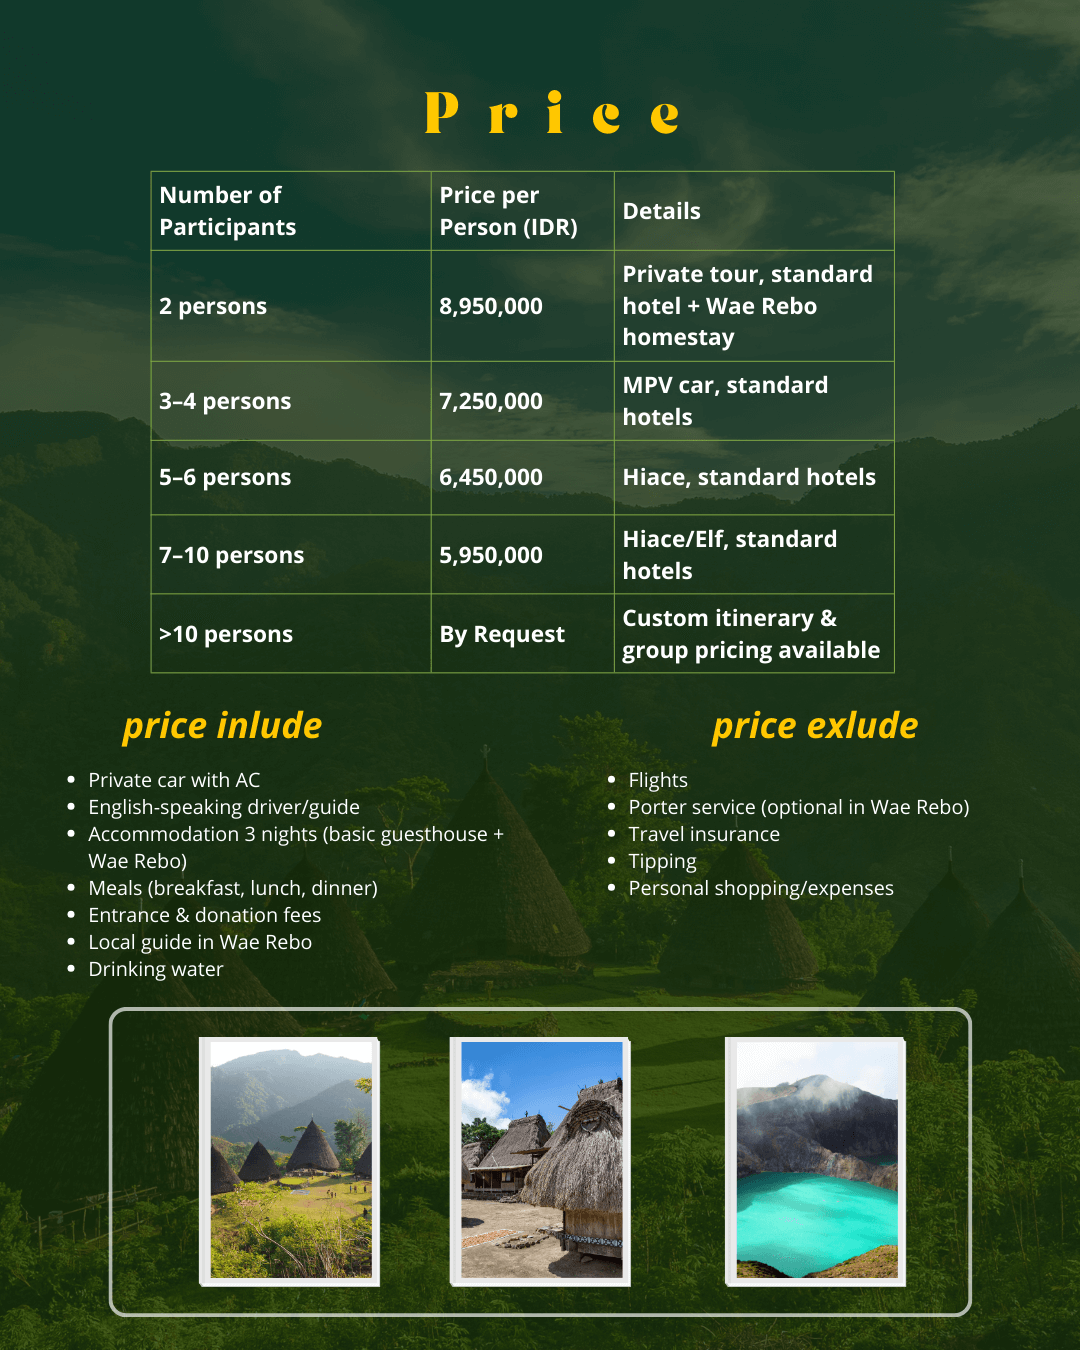 Price
Number of
Participants
Price per
Person (IDR)
Details
2 persons
8,950,000
Private tour, standard
hotel + Wae Rebo
homestay
3–4 persons
7,250,000
MPV car, standard
hotels
5–6 persons
6,450,000
Hiace, standard hotels
7–10 persons
5,950,000
Hiace/Elf, standard
hotels
>10 persons
By Request
Custom itinerary &
group pricing available
price inlude
• Private car with AC
• English-speaking driver/guide
• Accommodation 3 nights (basic guesthouse +
Wae Rebo)
• Meals (breakfast, lunch, dinner)
• Entrance & donation fees
• Local guide in Wae Rebo
• Drinking water
price exlude
• Flights
• Porter service (optional in Wae Rebo)
• Travel insurance
• Tipping
• Personal shopping/expenses